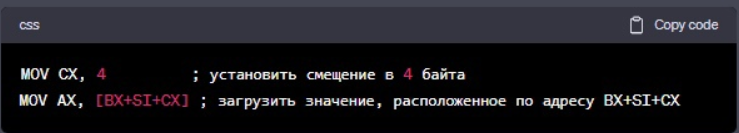 css
Copy code
MOV CX, 4 ; установить смещение в 4 байта
MOV AX, [BX+SI+CX] ; загрузить значение, расположенное по адресу BX+SI+CX